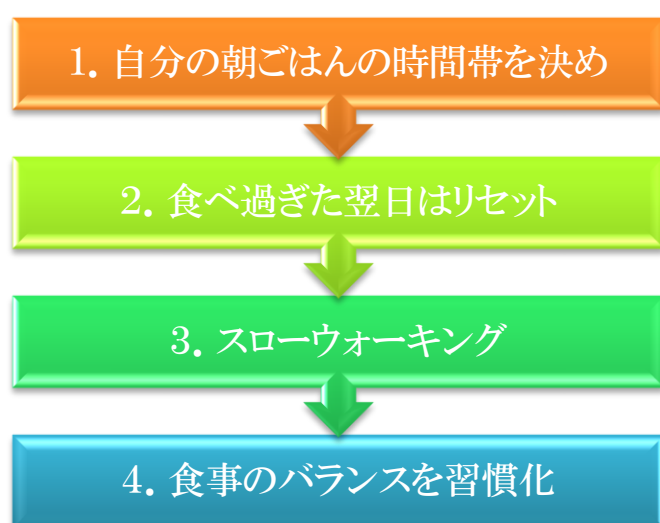 1. 自分の朝ごはんの時間帯を決め
2. 食べ過ぎた翌日はリセット
3. スローウォーキング
4. 食事のバランスを習慣化